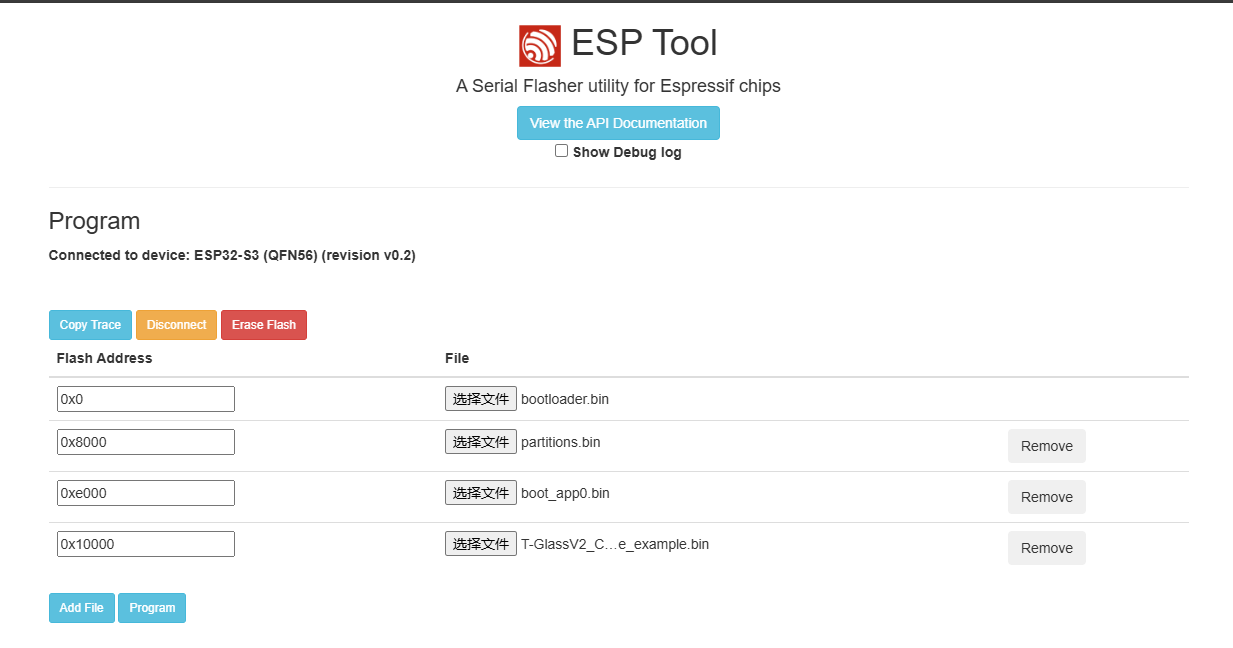 ESP Tool
A Serial Flasher utility for Espressif chips
View the API Documentation
Show Debug log
Program
Connected to device: ESP32-S3 (QFN56) (revision v0.2)
Copy Trace Disconnect Erase Flash
Flash Address File
0x0 选择文件 bootloader.bin
0x8000 选择文件 partitions.bin Remove
0xe000 选择文件 boot_app0.bin Remove
0x10000 选择文件 T-GlassV2_C...e_example.bin Remove
Add File Program